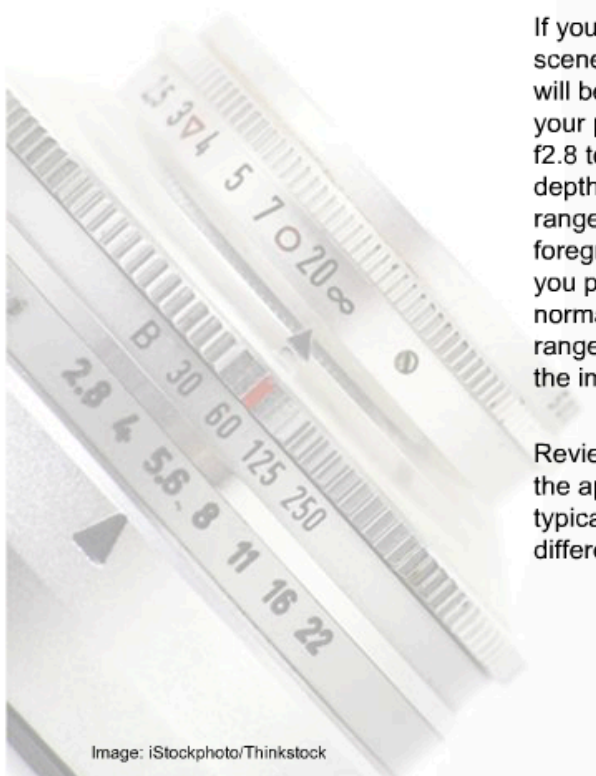 If you
scene
will be
your p
f2.8 to
depth
range
foregr
you p
norma
range
the in
Revie
the ap
typica
differe
3 4 5 7 20 ∞
B 30 60 125 250
2.8 4 5.6 8 11 16 22
Image: iStockphoto/Thinkstock